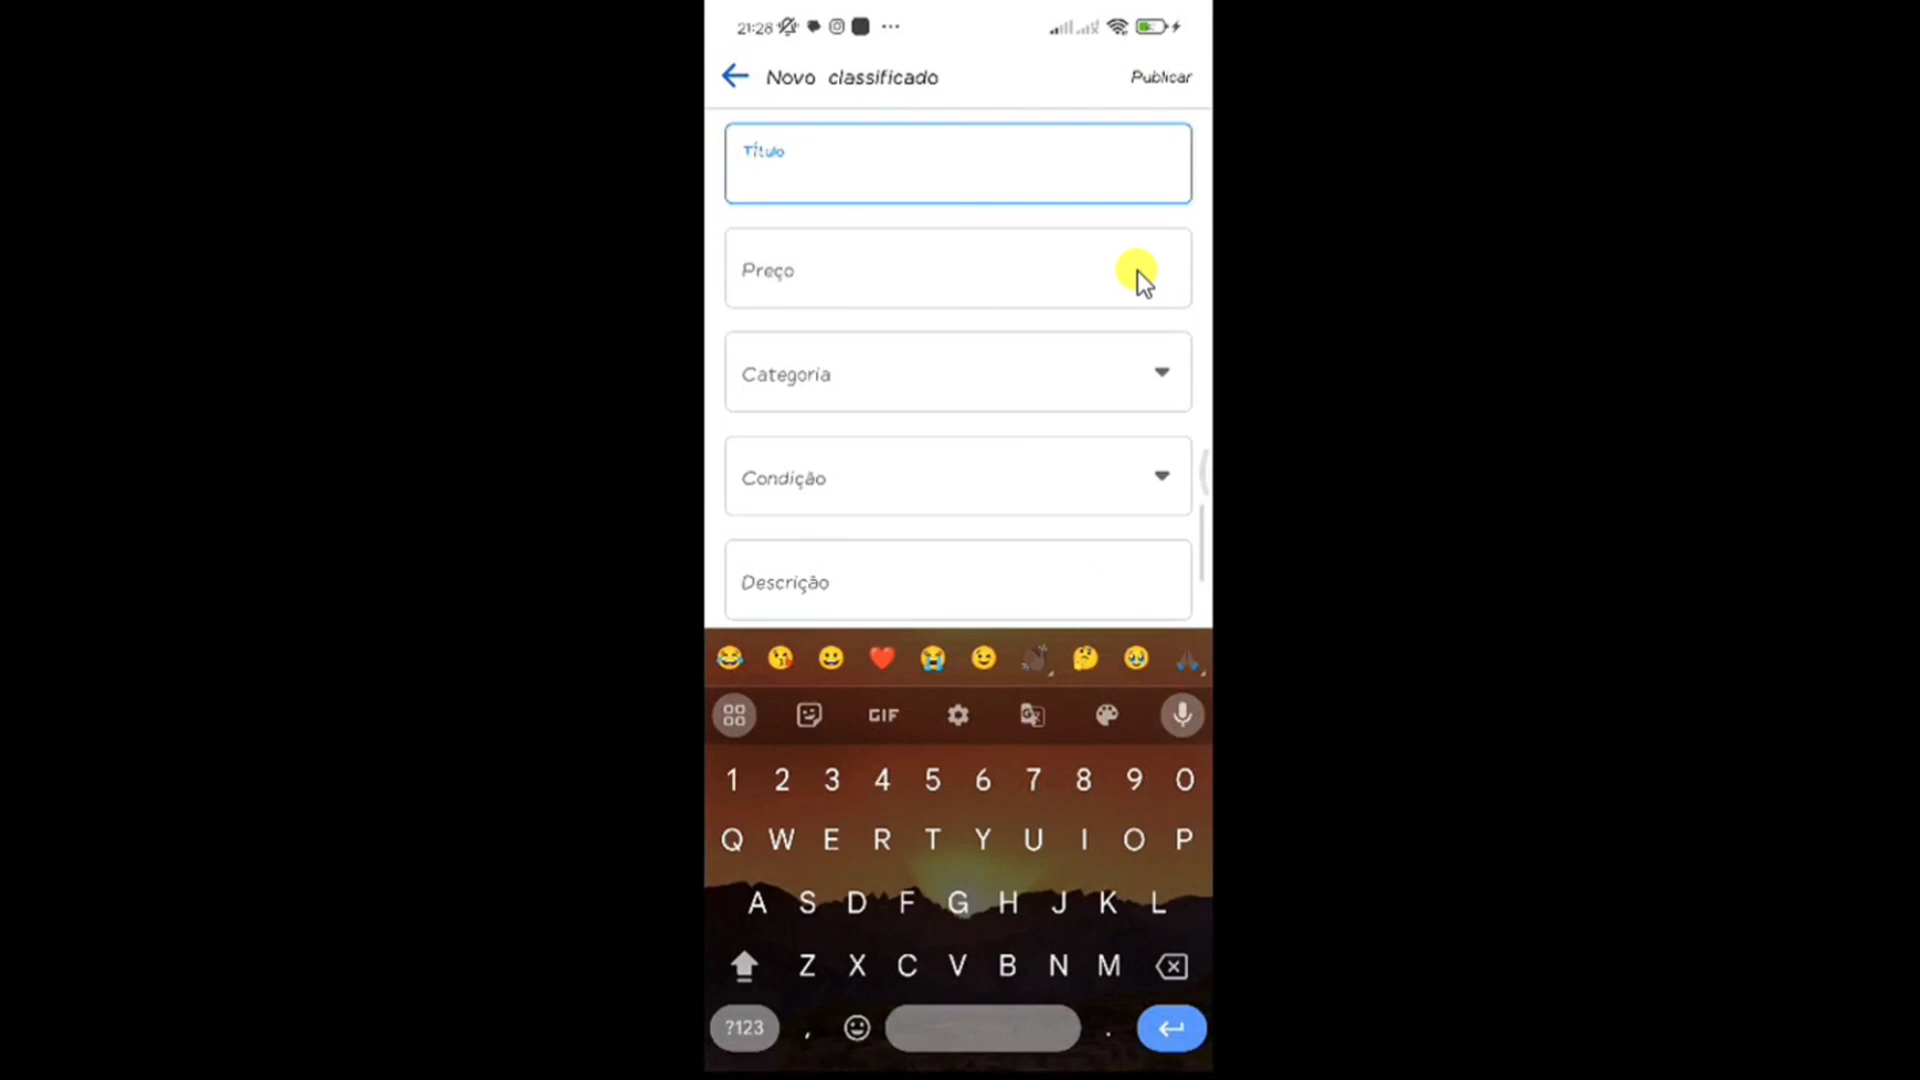 21:28
Novo classificado
Publicar
Título
Preço
Categoria
Condição
Descrição
GIF
1 2 3 4 5 6 7 8 9 0
Q W E R T Y U I O P
A S D F G H J K L
Z X C V B N M
?123 , .